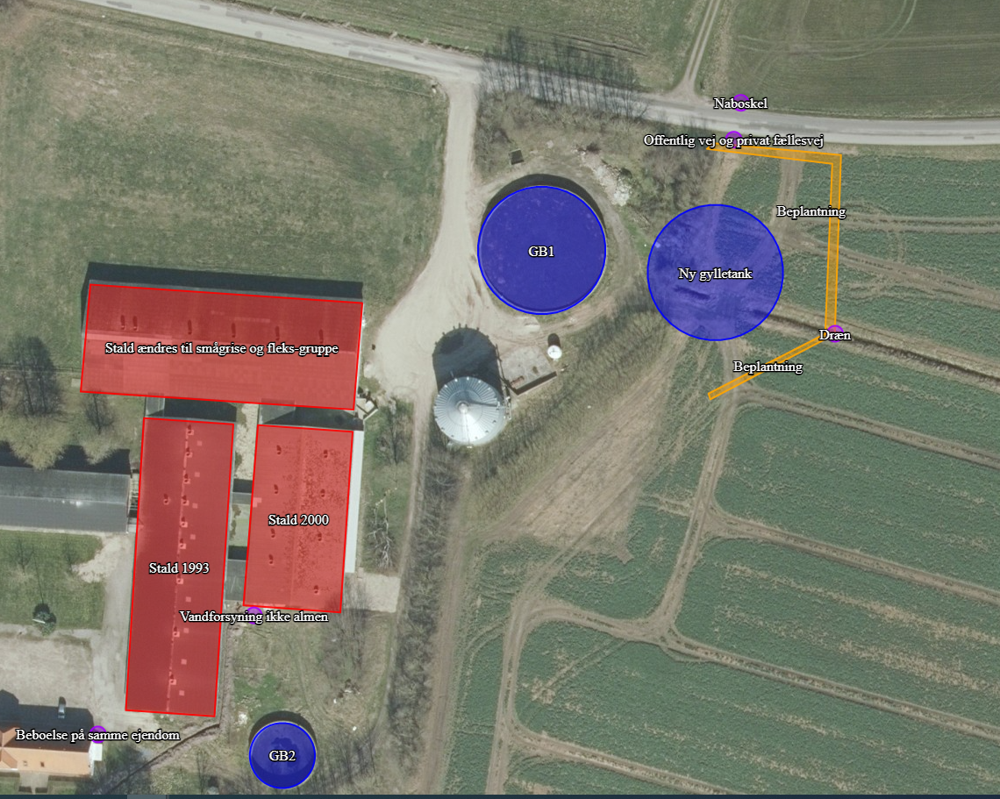 Naboskel
Offentlig vej og privat fællesvej
Beplantning
GB1
Ny gylletank
Dræn
Stald ændres til smågrise og fleks-gruppe
Beplantning
Stald 2000
Stald 1993
Vandforsyning ikke almen
Beboelse på samme ejendom
GB2